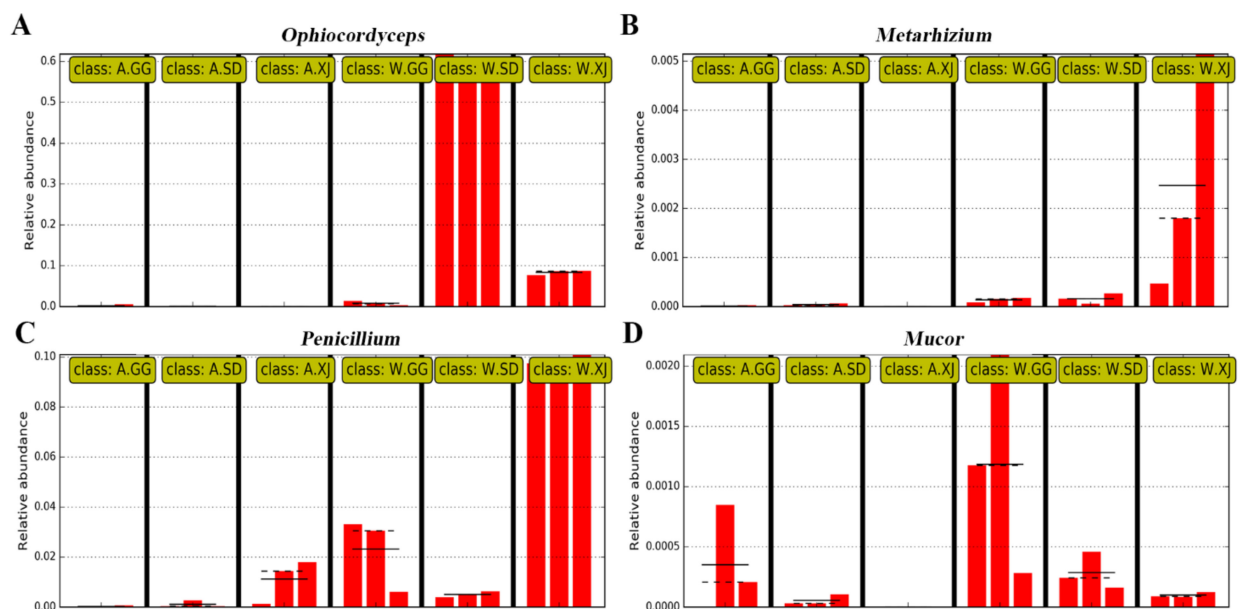 A
Ophiocordyceps
class: A.GG
class: A.SD
class: A.XJ
class: W.GG
class: W.SD
class: W.XJ
Relative abundance
0.6
0.5
0.4
0.3
0.2
0.1
0.0
B
Metarhizium
class: A.GG
class: A.SD
class: A.XJ
class: W.GG
class: W.SD
class: W.XJ
Relative abundance
0.005
0.004
0.003
0.002
0.001
0.000
C
Penicillium
class: A.GG
class: A.SD
class: A.XJ
class: W.GG
class: W.SD
class: W.XJ
Relative abundance
0.10
0.08
0.06
0.04
0.02
0.00
D
Mucor
class: A.GG
class: A.SD
class: A.XJ
class: W.GG
class: W.SD
class: W.XJ
Relative abundance
0.0020
0.0015
0.0010
0.0005
0.0000